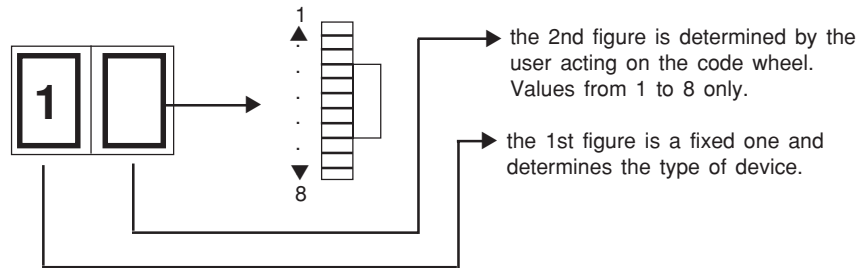 1
the 2nd figure is determined by the
user acting on the code wheel.
Values from 1 to 8 only.
1
the 1st figure is a fixed one and
determines the type of device.
8